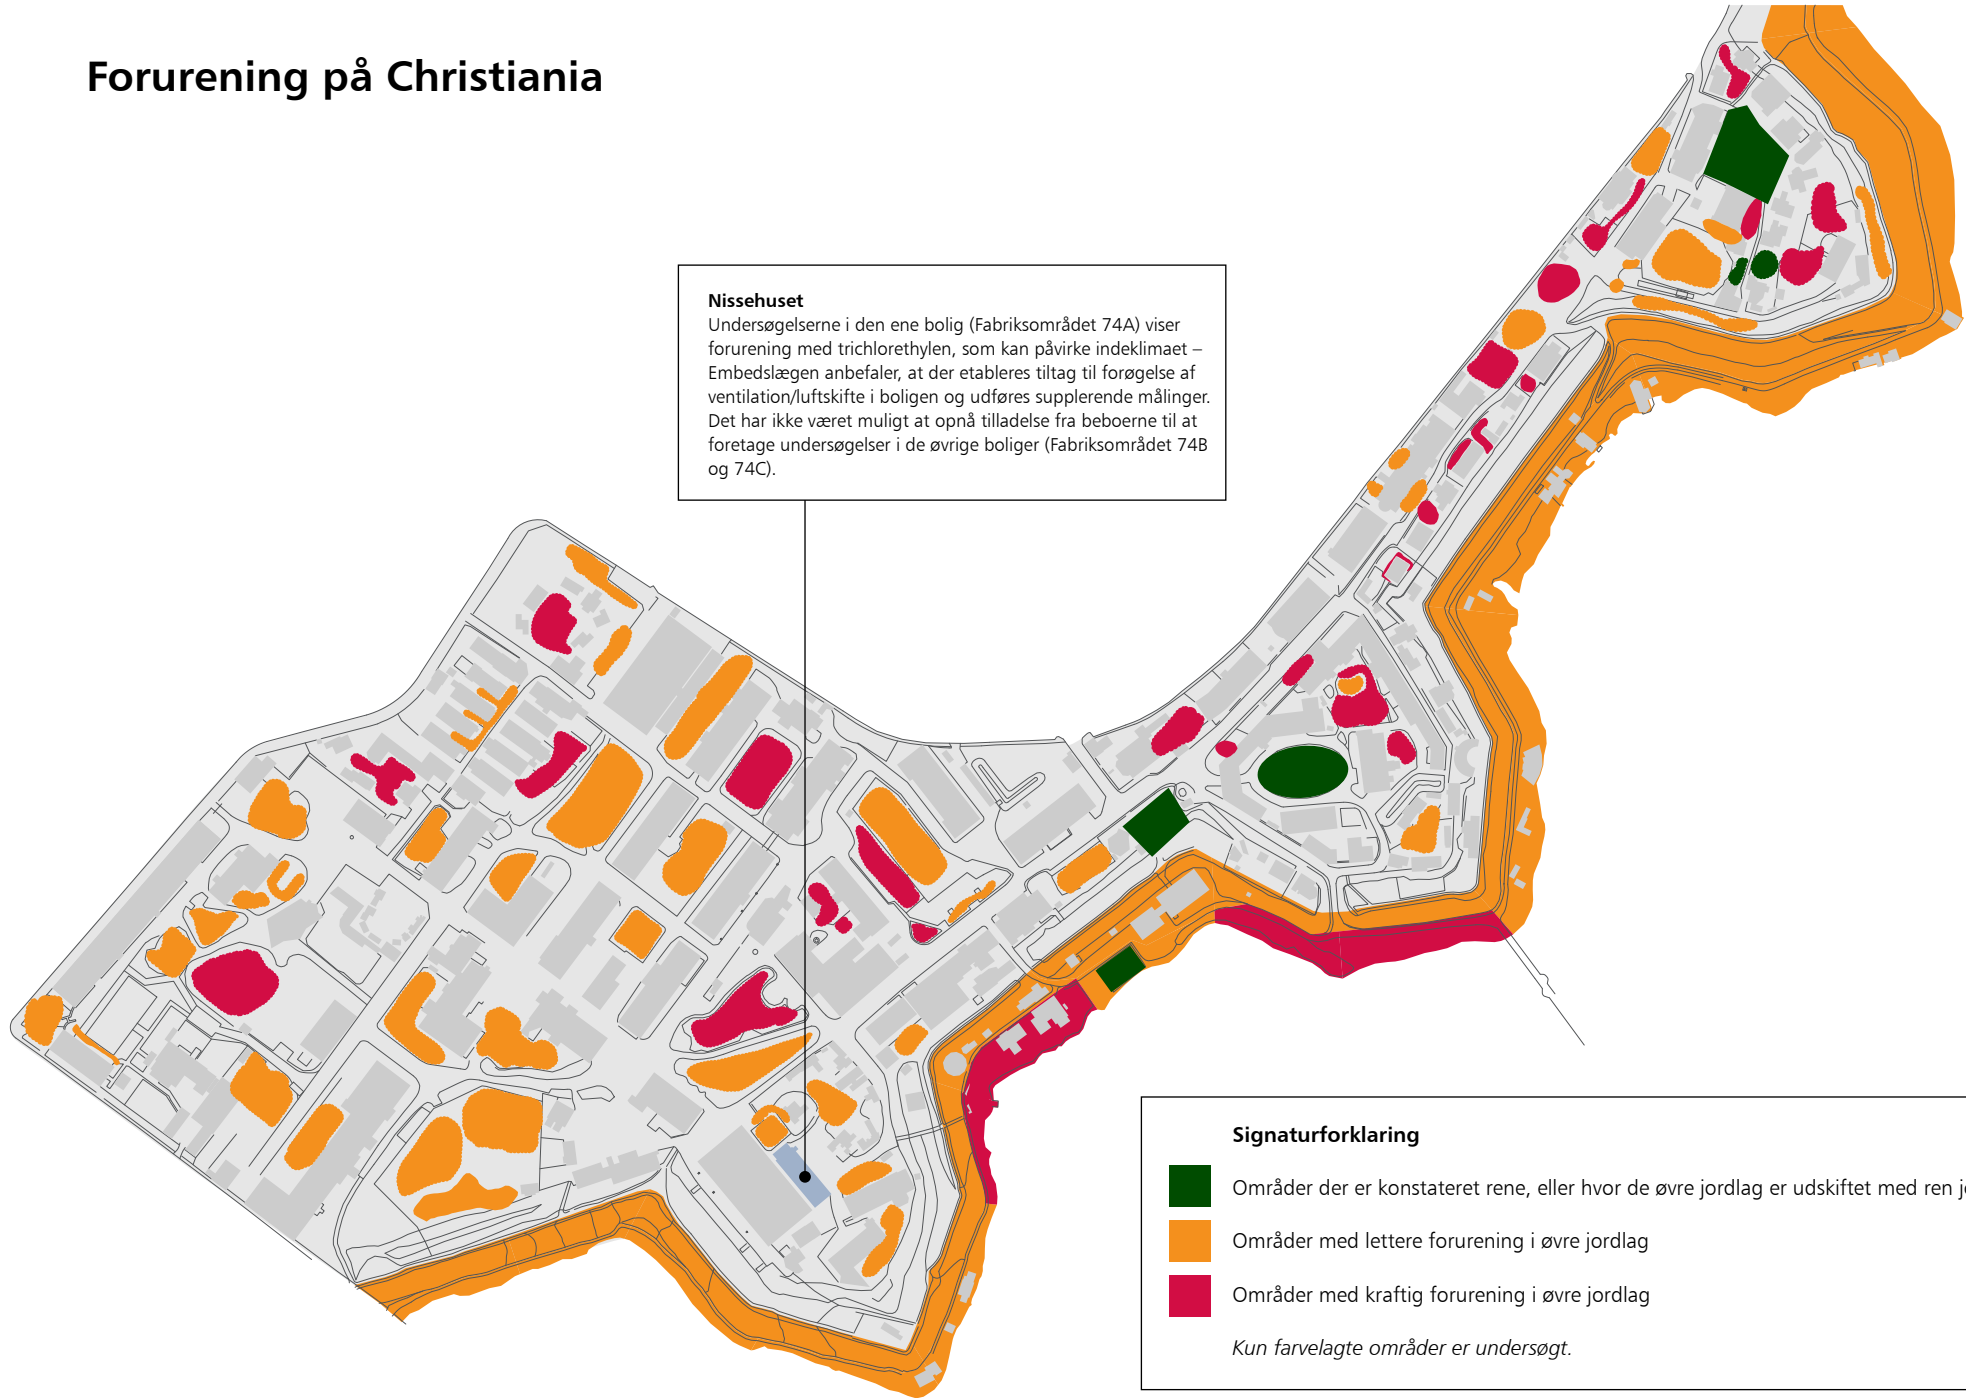 Forurening på Christiania
Nissehuset
Undersøgelserne i den ene bolig (Fabriksområdet 74A) viser
forurening med trichlorethylen, som kan påvirke indeklimaet –
Embedslægen anbefaler, at der etableres tiltag til forøgelse af
ventilation/luftskifte i boligen og udføres supplerende målinger.
Det har ikke været muligt at opnå tilladelse fra beboerne til at
foretage undersøgelser i de øvrige boliger (Fabriksområdet 74B
og 74C).
Signaturforklaring
Områder der er konstateret rene, eller hvor de øvre jordlag er udskiftet med ren
Områder med lettere forurening i øvre jordlag
Områder med kraftig forurening i øvre jordlag
Kun farvelagte områder er undersøgt.